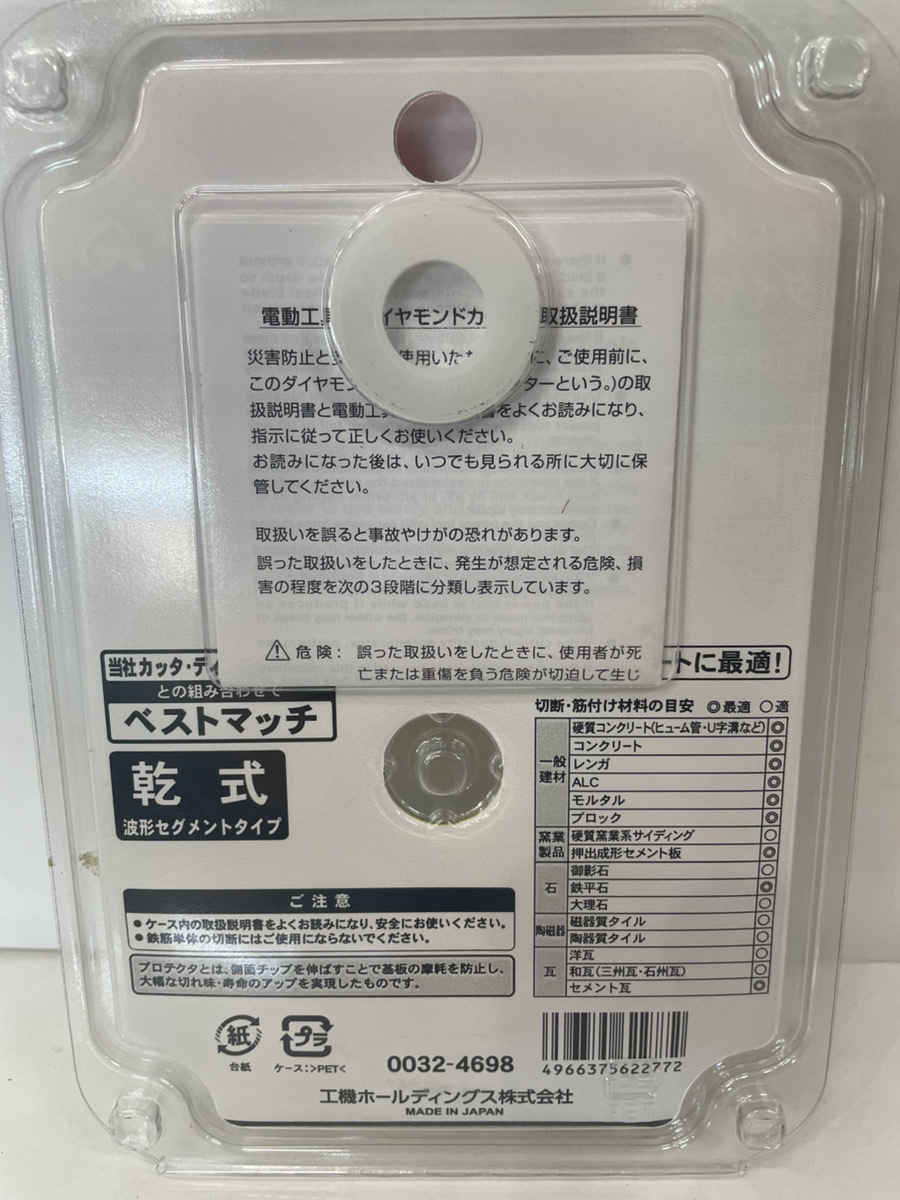 電動工具 イヤモンドカ 取扱説明書
災害防止と 使用いた に、ご使用前に、
このダイヤモン ッターという。)の取
扱説明書と電動工具 書をよくお読みになり、
指示に従って正しくお使いください。
お読みになった後は、いつでも見られる所に大切に保
管してください。
取扱いを誤ると事故やけがの恐れがあります。
誤った取扱いをしたときに、発生が想定される危険、損
害の程度を次の3段階に分類し表示しています。
⚠ 危険: 誤った取扱いをしたときに、使用者が死
亡または重傷を負う危険が切迫して生じ
当社カッタ・ディ
との組み合わせで
ベストマッチ
乾式
波形セグメントタイプ
ートに最適!
切断・筋付け材料の目安 ◎最適 ○適
一般建材
硬質コンクリート(ヒューム管・U字溝など) ◎
コンクリート ◎
レンガ ◎
ALC ◎
モルタル ◎
ブロック ◎
窯業製品
硬質窯業系サイディング ○
押出成形セメント板 ◎
石
御影石 ○
鉄平石 ◎
大理石 ○
陶磁器
磁器質タイル ○
陶器質タイル ○
瓦
洋瓦 ○
和瓦(三州瓦・石州瓦) ○
セメント瓦 ◎
ご注意
●ケース内の取扱説明書をよくお読みになり、安全にお使いください。
●鉄筋単体の切断にはご使用にならないでください。
プロテクタとは、側面チップを伸ばすことで基板の摩耗を防止し、
大幅な切れ味・寿命のアップを実現したものです。
紙
台紙
プラ
ケース:>PET<
0032-4698
4966375622772
工機ホールディングス株式会社
MADE IN JAPAN